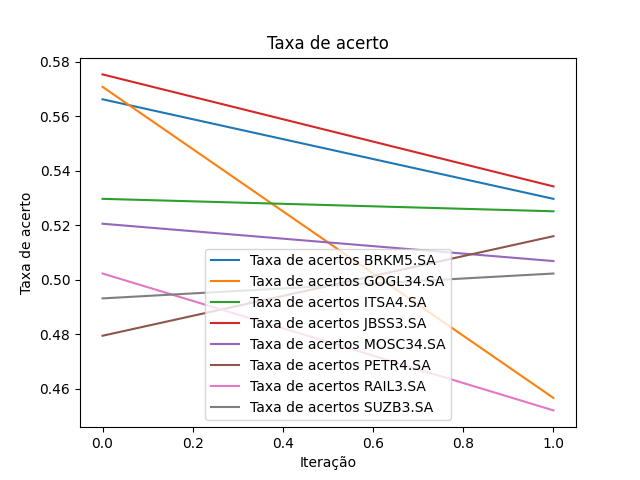 Taxa de acerto
0.58
0.56
0.54
0.52
0.50
0.48
0.46
Taxa de acerto
Taxa de acertos BRKM5.SA
Taxa de acertos GOGL34.SA
Taxa de acertos ITSA4.SA
Taxa de acertos JBSS3.SA
Taxa de acertos MOSC34.SA
Taxa de acertos PETR4.SA
Taxa de acertos RAIL3.SA
Taxa de acertos SUZB3.SA
0.0 0.2 0.4 0.6 0.8 1.0
Iteração